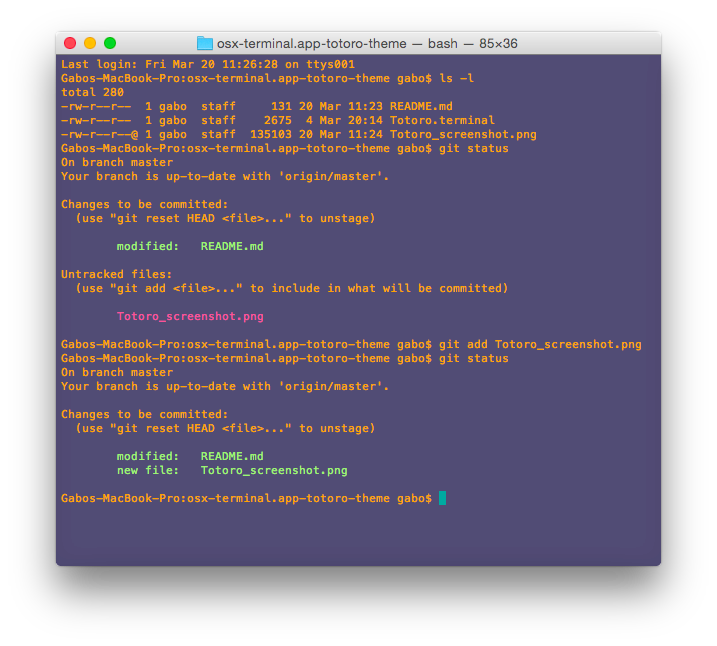 osx-terminal.app-totoro-theme — bash — 85×36
Last login: Fri Mar 20 11:26:28 on ttys001
Gabos-MacBook-Pro:osx-terminal.app-totoro-theme gabo$ ls -l
total 280
-rw-r--r--  1 gabo  staff     131 20 Mar 11:23 README.md
-rw-r--r--  1 gabo  staff    2675  4 Mar 20:14 Totoro.terminal
-rw-r--r--@ 1 gabo  staff  135103 20 Mar 11:24 Totoro_screenshot.png
Gabos-MacBook-Pro:osx-terminal.app-totoro-theme gabo$ git status
On branch master
Your branch is up-to-date with 'origin/master'.
Changes to be committed:
  (use "git reset HEAD <file>..." to unstage)
        modified:   README.md
Untracked files:
  (use "git add <file>..." to include in what will be committed)
        Totoro_screenshot.png
Gabos-MacBook-Pro:osx-terminal.app-totoro-theme gabo$ git add Totoro_screenshot.png
Gabos-MacBook-Pro:osx-terminal.app-totoro-theme gabo$ git status
On branch master
Your branch is up-to-date with 'origin/master'.
Changes to be committed:
  (use "git reset HEAD <file>..." to unstage)
        modified:   README.md
        new file:   Totoro_screenshot.png
Gabos-MacBook-Pro:osx-terminal.app-totoro-theme gabo$